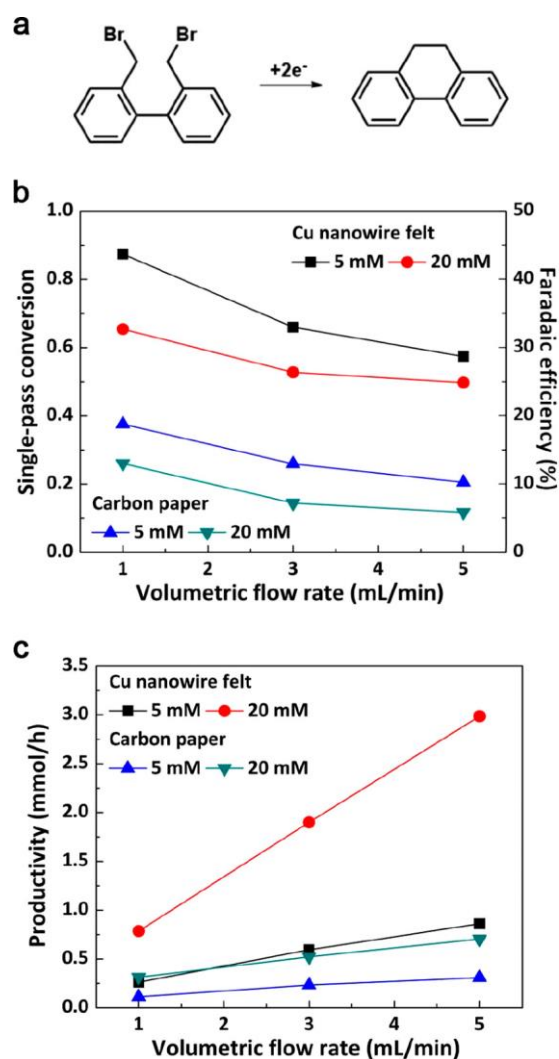 a
Br Br
+2e-
b
Single-pass conversion
Faradaic efficiency (%)
1.0
0.8
0.6
0.4
0.2
0.0
50
40
30
20
10
0
Cu nanowire felt
5 mM 20 mM
Carbon paper
5 mM 20 mM
1 2 3 4 5
Volumetric flow rate (mL/min)
c
Productivity (mmol/h)
3.5
3.0
2.5
2.0
1.5
1.0
0.5
0.0
Cu nanowire felt
5 mM 20 mM
Carbon paper
5 mM 20 mM
1 2 3 4 5
Volumetric flow rate (mL/min)